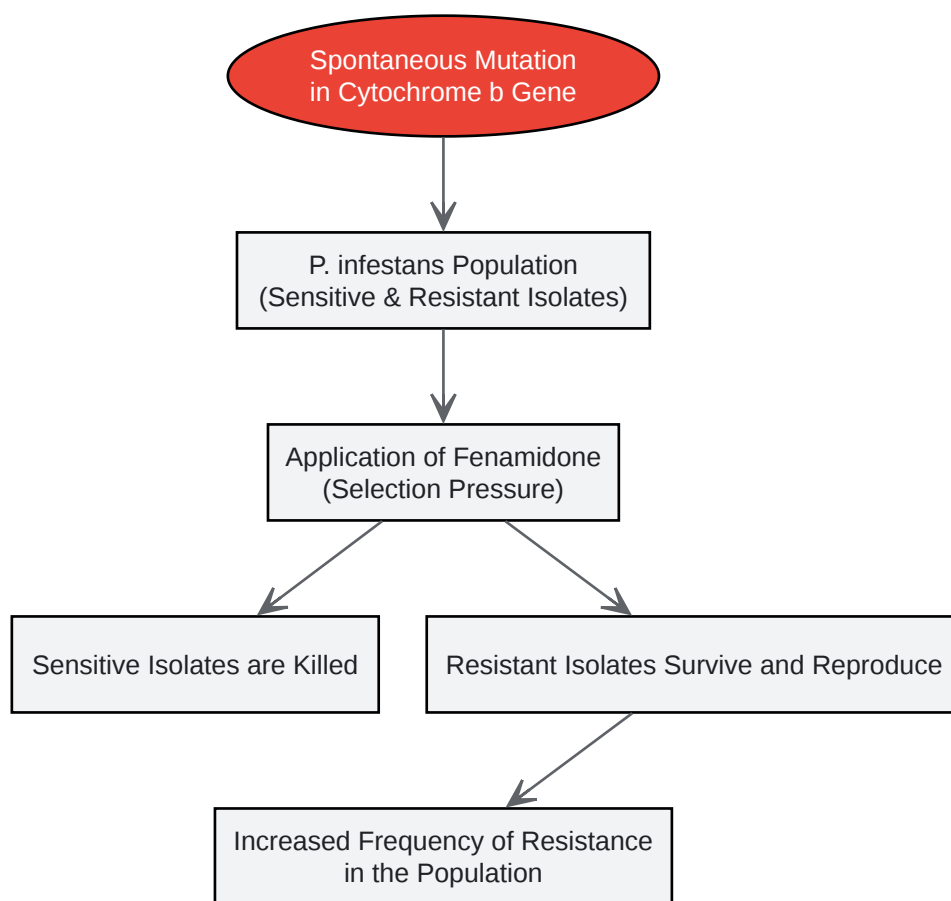 Spontaneous Mutation
in Cytochrome b Gene
P. infestans Population
(Sensitive & Resistant Isolates)
Application of Fenamidone
(Selection Pressure)
Sensitive Isolates are Killed
Resistant Isolates Survive and Reproduce
Increased Frequency of Resistance
in the Population